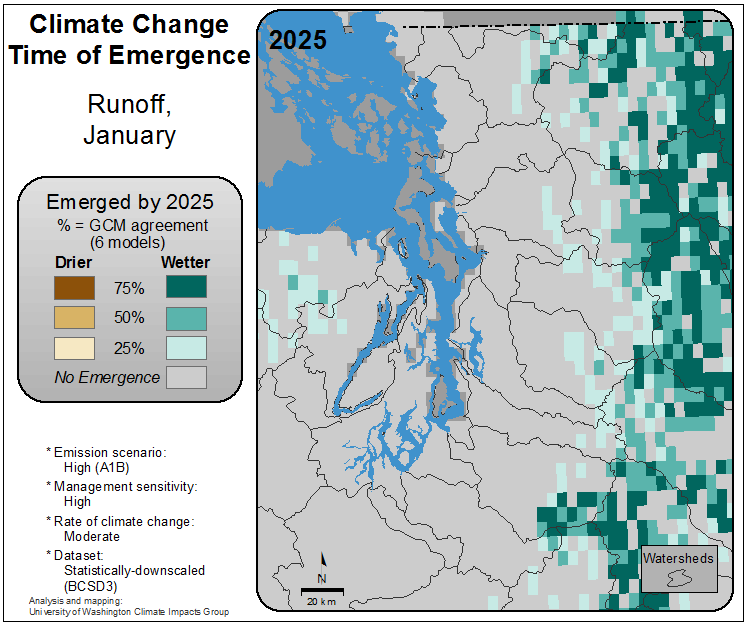 Climate Change
Time of Emergence
Runoff,
January
Emerged by 2025
% = GCM agreement
(6 models)
Drier Wetter
75%
50%
25%
No Emergence
* Emission scenario:
High (A1B)
* Management sensitivity:
High
* Rate of climate change:
Moderate
* Dataset:
Statistically-downscaled
(BCSD3)
Analysis and mapping:
University of Washington Climate Impacts Group
2025
N
20 km
Watersheds